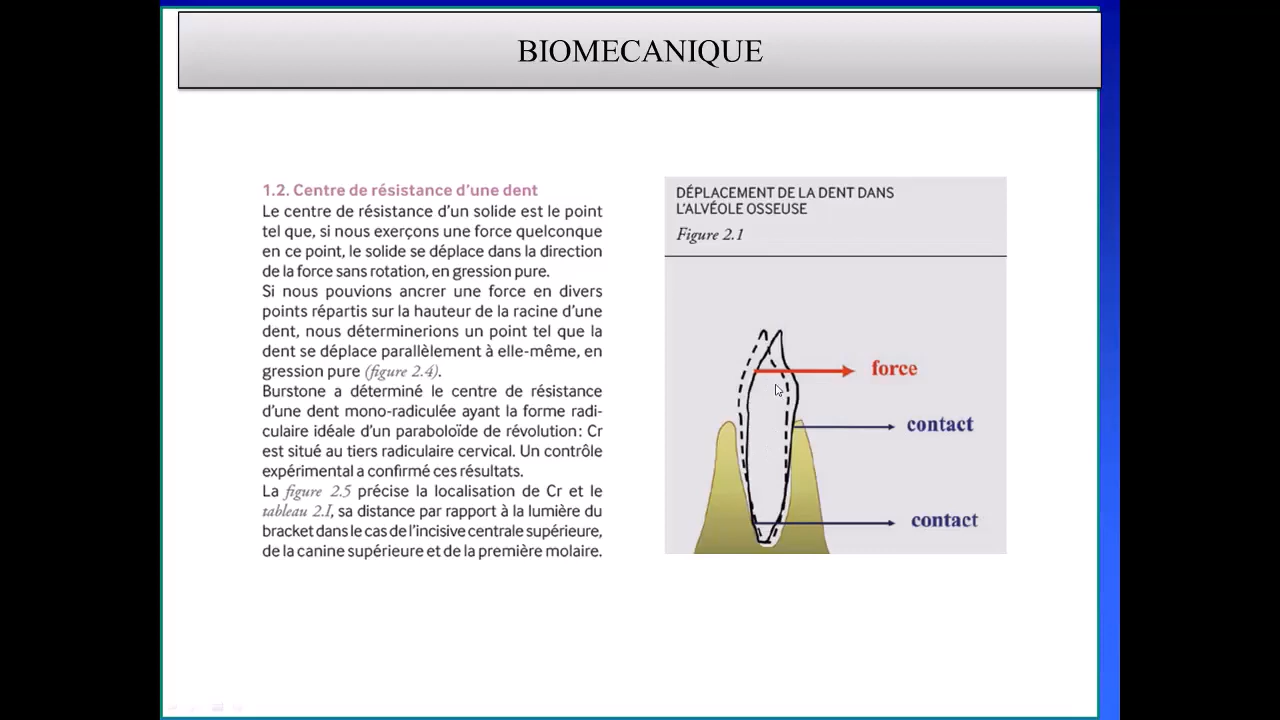 BIOMECANIQUE
1.2. Centre de résistance d'une dent
Le centre de résistance d'un solide est le point
tel que, si nous exerçons une force quelconque
en ce point, le solide se déplace dans la direction
de la force sans rotation, en gression pure.
Si nous pouvions ancrer une force en divers
points répartis sur la hauteur de la racine d'une
dent, nous déterminerions un point tel que la
dent se déplace parallèlement à elle-même, en
gression pure (figure 2.4).
Burstone a déterminé le centre de résistance
d'une dent mono-radiculée ayant la forme radi-
culaire idéale d'un paraboloïde de révolution: Cr
est situé au tiers radiculaire cervical. Un contrôle
expérimental a confirmé ces résultats.
La figure 2.5 précise la localisation de Cr et le
tableau 2.I, sa distance par rapport à la lumière du
bracket dans le cas de l'incisive centrale supérieure,
de la canine supérieure et de la première molaire.
DÉPLACEMENT DE LA DENT DANS
L'ALVÉOLE OSSEUSE
Figure 2.1
force
contact
contact